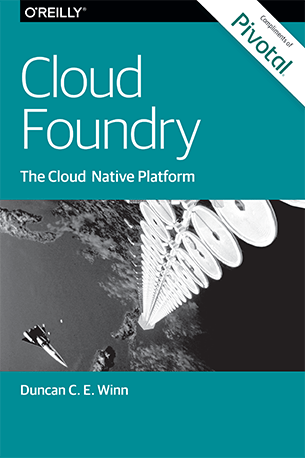 O'REILLY®
Compliments of
Pivotal.
Cloud
Foundry
The Cloud Native Platform
Duncan C. E. Winn